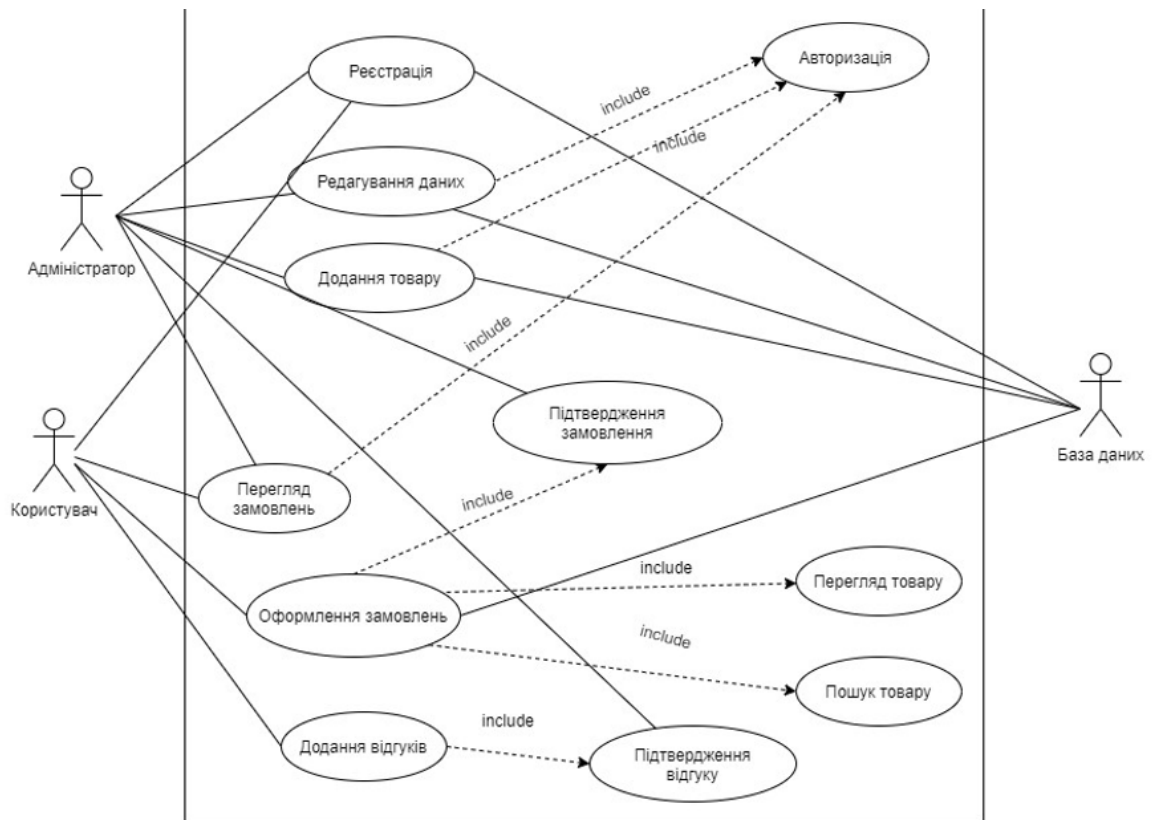 Реєстрація
Авторизація
include
include
Редагування даних
Адміністратор
Додання товару
include
Підтвердження
замовлення
База даних
Користувач
Перегляд
замовлень
include
include
Перегляд товару
Оформлення замовлень
include
Пошук товару
include
Додання відгуків
Підтвердження
відгуку